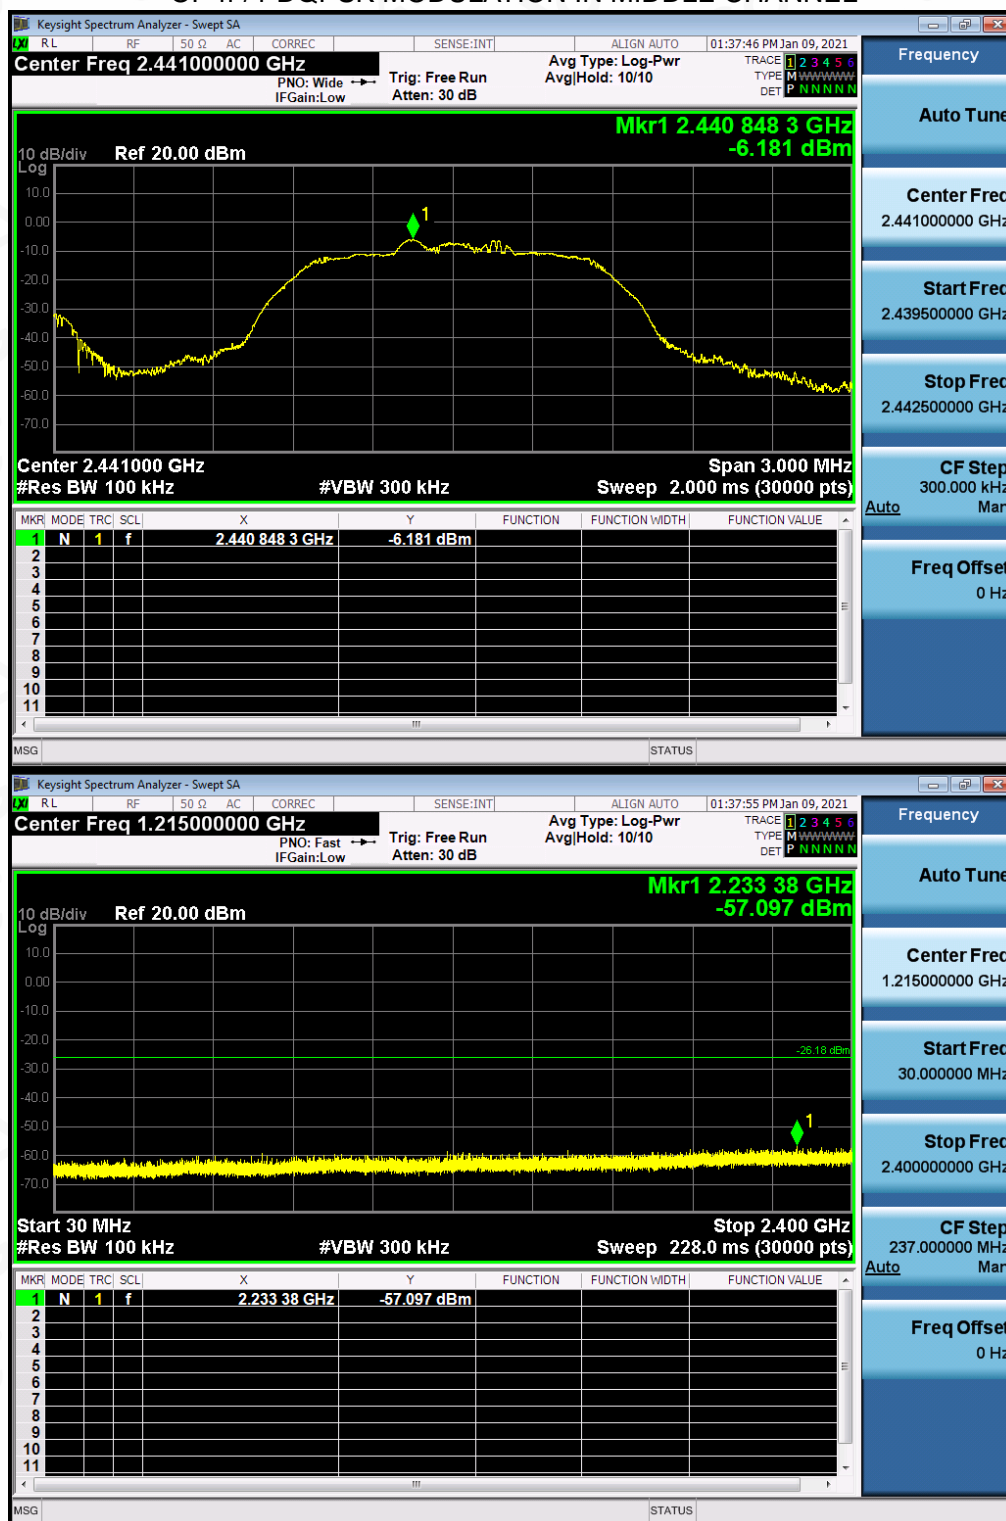 Keysight Spectrum Analyzer - Swept SA
LXI RL RF 50 Ω AC CORREC SENSE:INT ALIGN AUTO 01:37:46 PM Jan 09, 2021
Center Freq 2.441000000 GHz
PNO: Wide
IFGain:Low
Trig: Free Run
Atten: 30 dB
Avg Type: Log-Pwr
Avg|Hold: 10/10
TRACE 1 2 3 4 5 6
TYPE M WWWWW
DET P N N N N N
Mkr1 2.440 848 3 GHz
-6.181 dBm
10 dB/div Ref 20.00 dBm
Log
10.0
0.00
-10.0
-20.0
-30.0
-40.0
-50.0
-60.0
-70.0
1
Center 2.441000 GHz Span 3.000 MHz
#Res BW 100 kHz #VBW 300 kHz Sweep 2.000 ms (30000 pts)
MKR MODE TRC SCL X Y FUNCTION FUNCTION WIDTH FUNCTION VALUE
1 N 1 f 2.440 848 3 GHz -6.181 dBm
2
3
4
5
6
7
8
9
10
11
MSG STATUS
Frequency
Auto Tune
Center Freq
2.441000000 GHz
Start Freq
2.439500000 GHz
Stop Freq
2.442500000 GHz
CF Step
300.000 kHz
Auto Man
Freq Offset
0 Hz
Keysight Spectrum Analyzer - Swept SA
LXI RL RF 50 Ω AC CORREC SENSE:INT ALIGN AUTO 01:37:55 PM Jan 09, 2021
Center Freq 1.215000000 GHz
PNO: Fast
IFGain:Low
Trig: Free Run
Atten: 30 dB
Avg Type: Log-Pwr
Avg|Hold: 10/10
TRACE 1 2 3 4 5 6
TYPE M WWWWW
DET P N N N N N
Mkr1 2.233 38 GHz
-57.097 dBm
10 dB/div Ref 20.00 dBm
Log
10.0
0.00
-10.0
-20.0
-30.0
-40.0
-50.0
-60.0
-70.0
-26.18 dBm
1
Start 30 MHz Stop 2.400 GHz
#Res BW 100 kHz #VBW 300 kHz Sweep 228.0 ms (30000 pts)
MKR MODE TRC SCL X Y FUNCTION FUNCTION WIDTH FUNCTION VALUE
1 N 1 f 2.233 38 GHz -57.097 dBm
2
3
4
5
6
7
8
9
10
11
MSG STATUS
Frequency
Auto Tune
Center Freq
1.215000000 GHz
Start Freq
30.000000 MHz
Stop Freq
2.400000000 GHz
CF Step
237.000000 MHz
Auto Man
Freq Offset
0 Hz